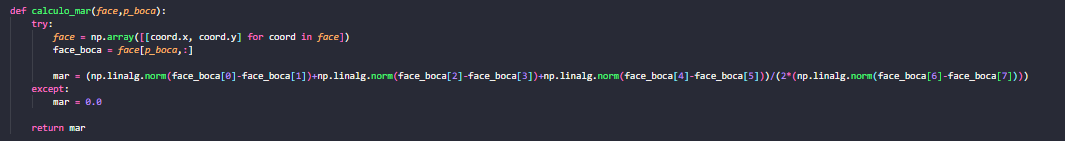 def calculo_mar(face,p_boca):
    try:
        face = np.array([[coord.x, coord.y] for coord in face])
        face_boca = face[p_boca,:]

        mar = (np.linalg.norm(face_boca[0]-face_boca[1])+np.linalg.norm(face_boca[2]-face_boca[3])+np.linalg.norm(face_boca[4]-face_boca[5]))/(2*(np.linalg.norm(face_boca[6]-face_boca[7])))
    except:
        mar = 0.0

    return mar